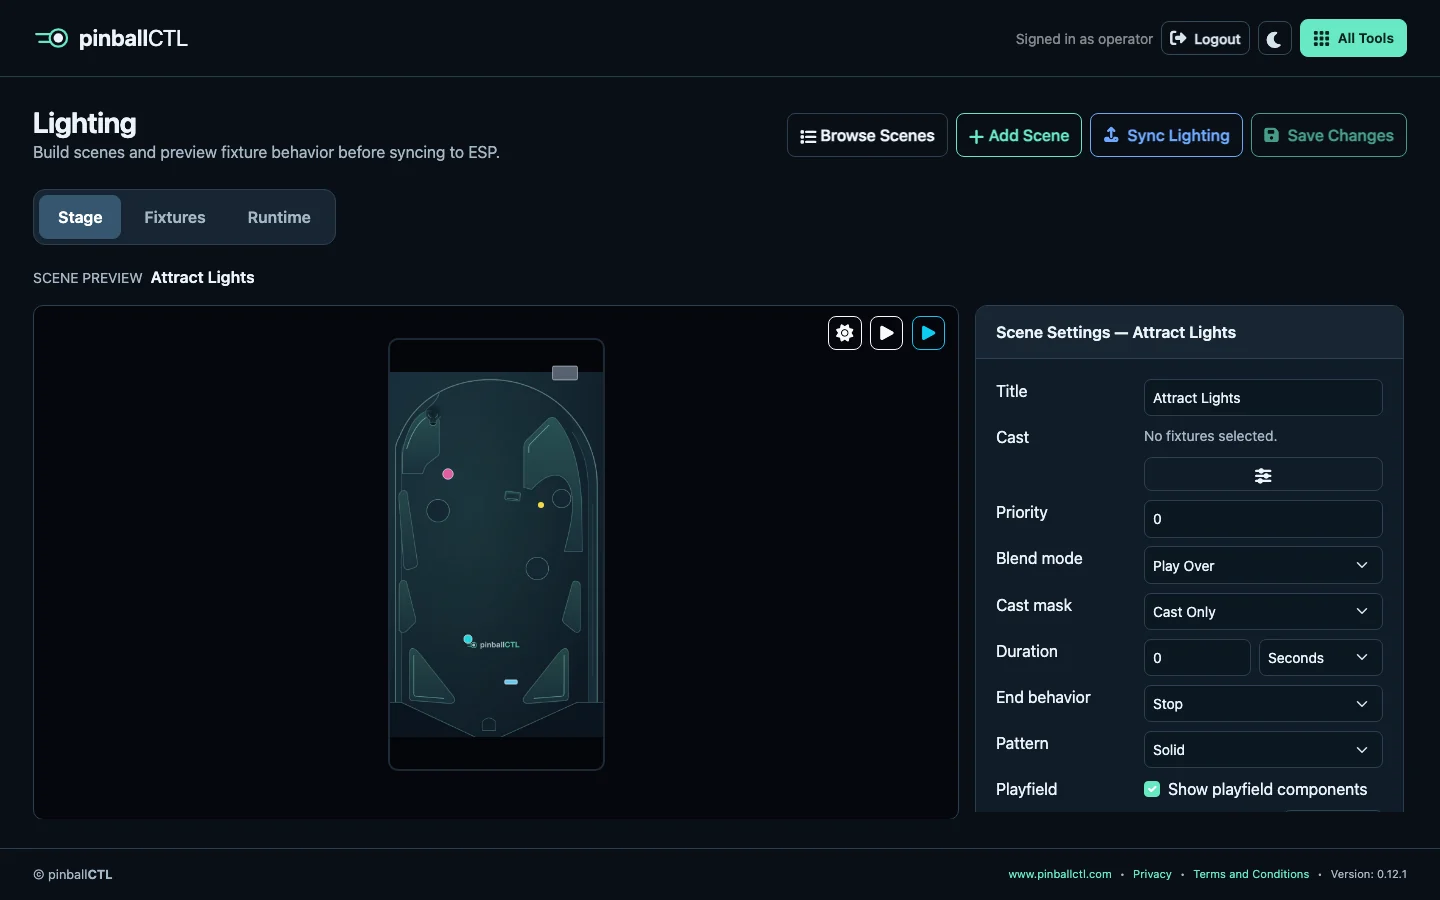 pinballCTL
Signed in as operator
Logout
All Tools
Lighting
Build scenes and preview fixture behavior before syncing to ESP.
Browse Scenes
Add Scene
Sync Lighting
Save Changes
Stage
Fixtures
Runtime
SCENE PREVIEW Attract Lights
pinballCTL
Scene Settings — Attract Lights
Title
Attract Lights
Cast
No fixtures selected.
Priority
0
Blend mode
Play Over
Cast mask
Cast Only
Duration
0
Seconds
End behavior
Stop
Pattern
Solid
Playfield
Show playfield components
© pinballCTL
www.pinballctl.com • Privacy • Terms and Conditions • Version: 0.12.1